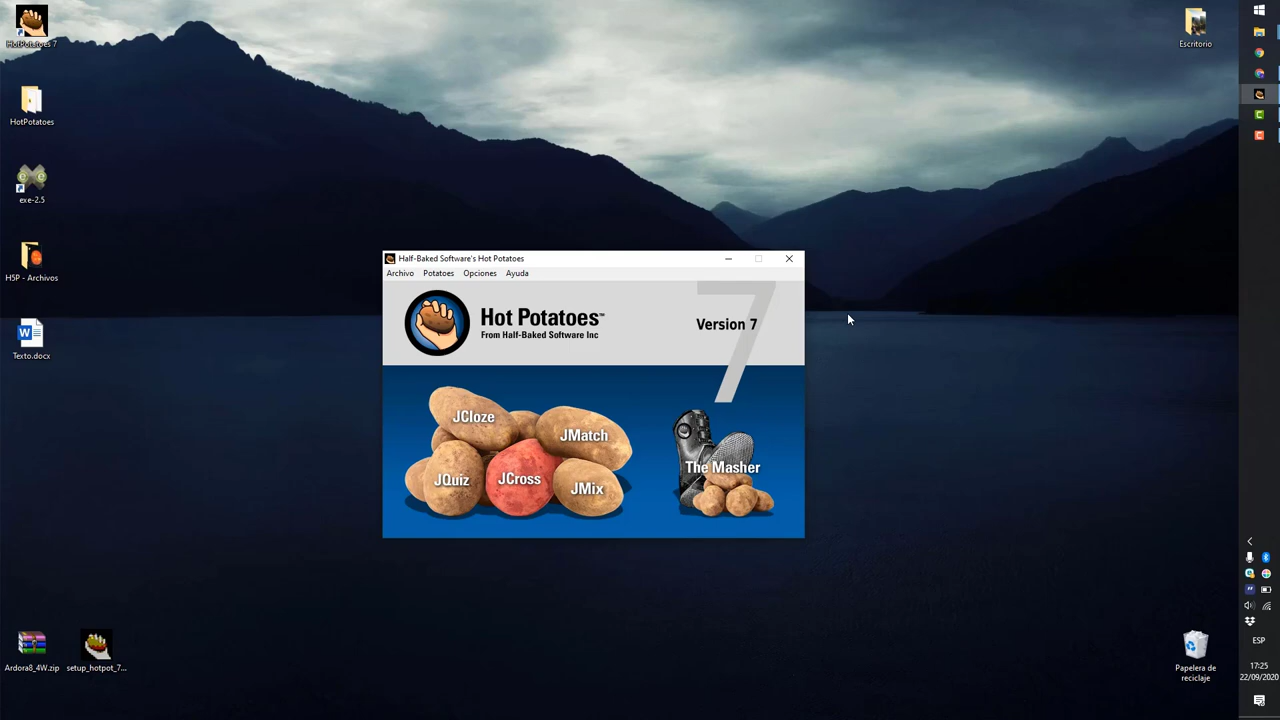 HotPotatoes 7
HotPotatoes
exe-2.5
H5P - Archivos
Texto.docx
Ardora8_4W.zip
setup_hotpot_7...
Half-Baked Software's Hot Potatoes
Archivo Potatoes Opciones Ayuda
Hot Potatoes™
From Half-Baked Software Inc
7
Version 7
JCloze
JMatch
JQuiz
JCross
JMix
The Masher
Escritorio
Papelera de
reciclaje
ESP
17:25
22/09/2020